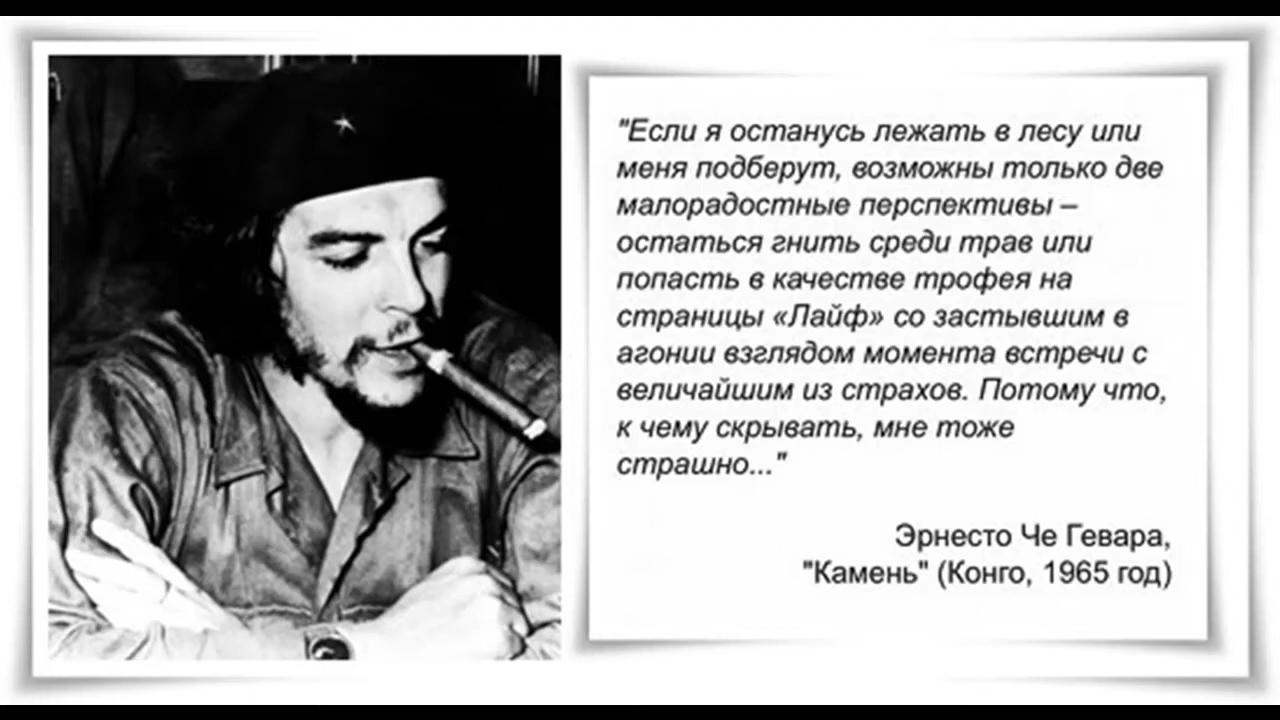 "Если я останусь лежать в лесу или
меня подберут, возможны только две
малорадостные перспективы –
остаться гнить среди трав или
попасть в качестве трофея на
страницы «Лайф» со застывшим в
агонии взглядом момента встречи с
величайшим из страхов. Потому что,
к чему скрывать, мне тоже
страшно..."
Эрнесто Че Гевара,
"Камень" (Конго, 1965 год)